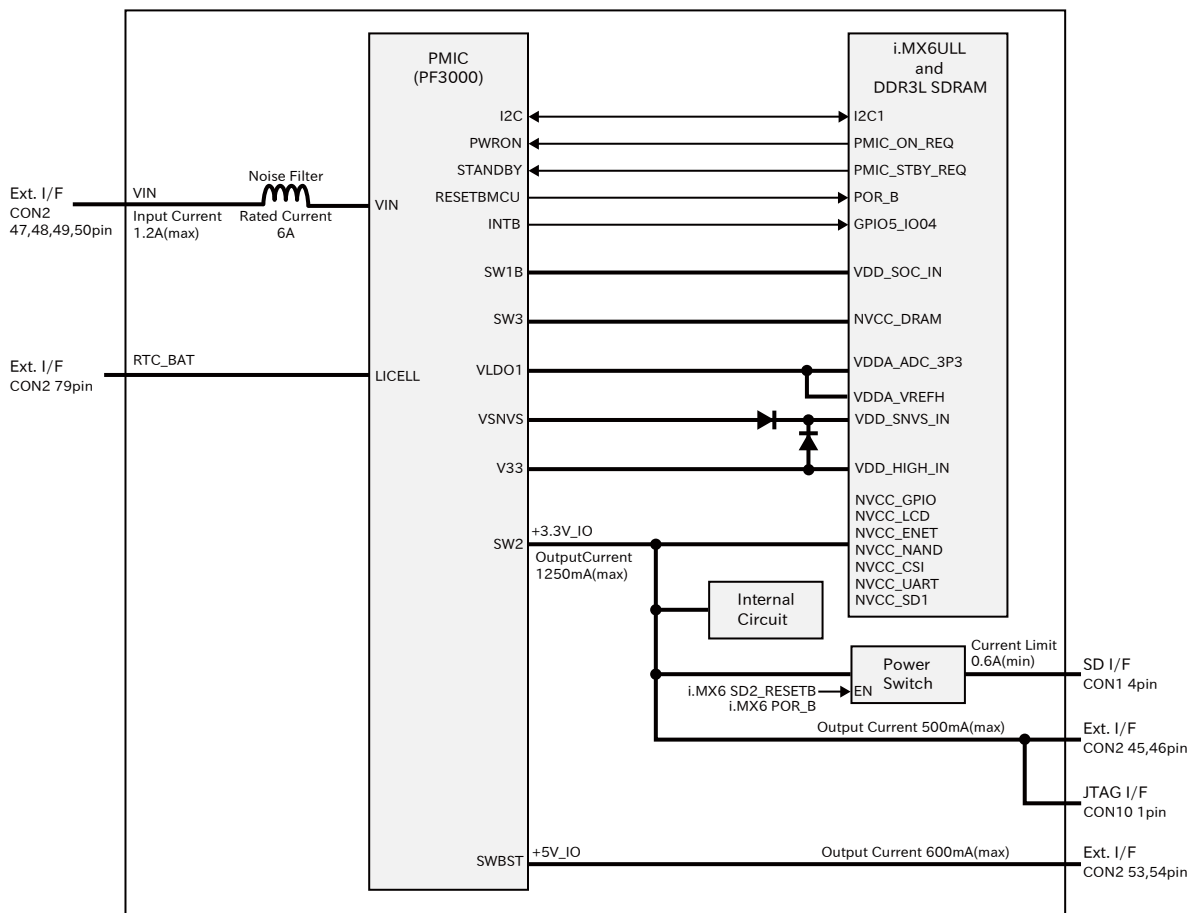 PMIC
(PF3000)
i.MX6ULL
and
DDR3L SDRAM
I2C
I2C1
PWRON
PMIC_ON_REQ
STANDBY
PMIC_STBY_REQ
RESETBMCU
POR_B
INTB
GPIO5_IO04
Ext. I/F
CON2
47,48,49,50pin
VIN
Input Current
1.2A(max)
Noise Filter
Rated Current
6A
VIN
SW1B
VDD_SOC_IN
SW3
NVCC_DRAM
Ext. I/F
CON2 79pin
RTC_BAT
LICELL
VLDO1
VDDA_ADC_3P3
VDDA_VREFH
VSNVS
VDD_SNVS_IN
V33
VDD_HIGH_IN
SW2
+3.3V_IO
OutputCurrent
1250mA(max)
NVCC_GPIO
NVCC_LCD
NVCC_ENET
NVCC_NAND
NVCC_CSI
NVCC_UART
NVCC_SD1
Internal
Circuit
Power
Switch
EN
i.MX6 SD2_RESETB
i.MX6 POR_B
Current Limit
0.6A(min)
SD I/F
CON1 4pin
Output Current 500mA(max)
Ext. I/F
CON2 45,46pin
JTAG I/F
CON10 1pin
SWBST
+5V_IO
Output Current 600mA(max)
Ext. I/F
CON2 53,54pin